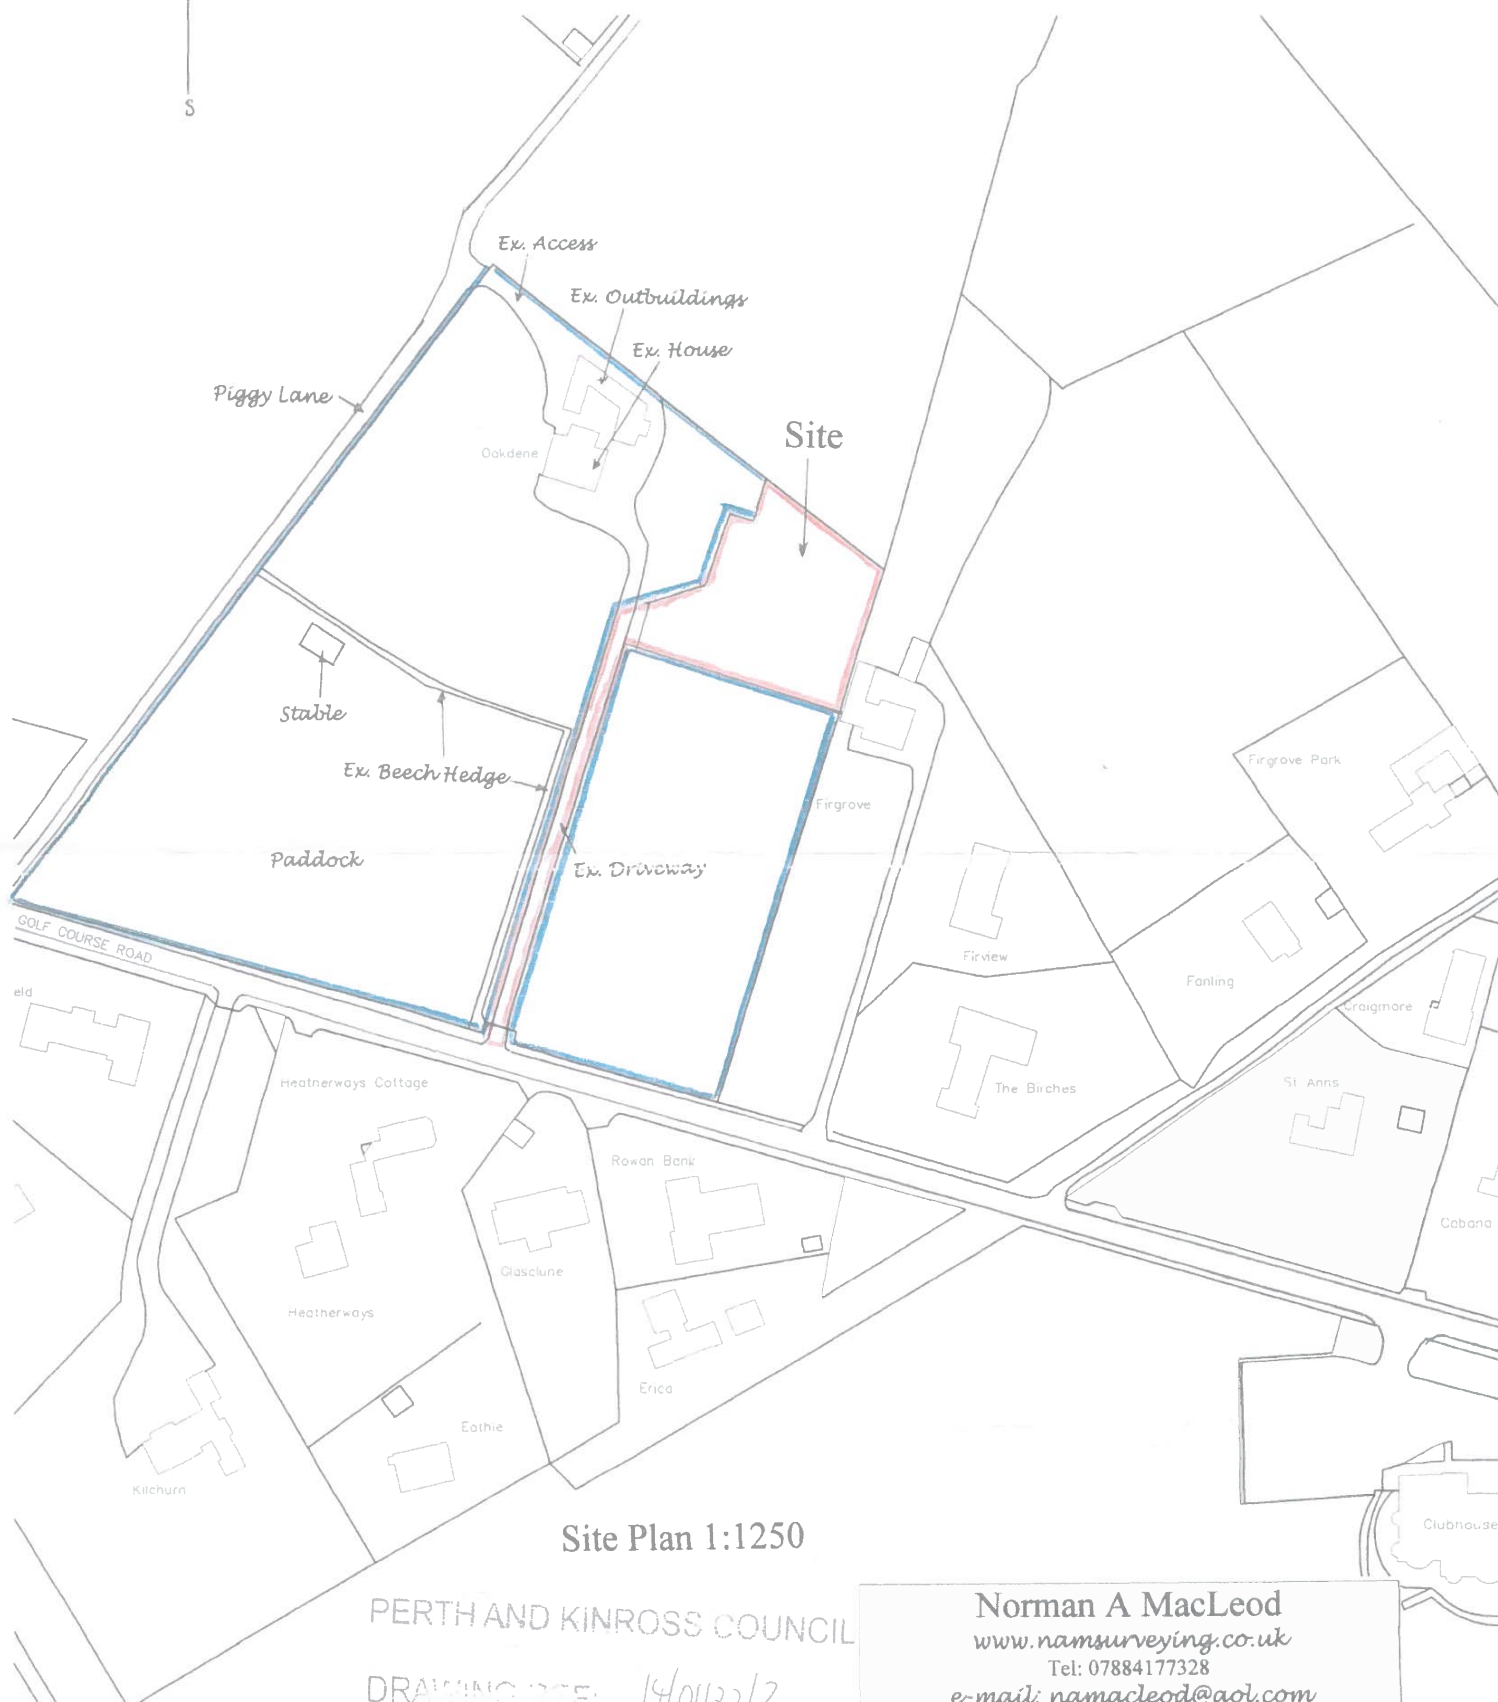 S
Ex. Access
Ex. Outbuildings
Ex. House
Piggy Lane
Site
Oakdene
Stable
Ex. Beech Hedge
Firgrove Park
Firgrove
Paddock
Ex. Driveway
GOLF COURSE ROAD
Firview
Fanling
eld
Craigmore
Heatherways Cottage
The Birches
St Anns
Rowan Bank
Cabana
Glasclune
Heatherways
Erica
Eathie
Kilchurn
Clubhouse
Site Plan 1:1250
PERTH AND KINROSS COUNCIL
DRAWING REF:
Norman A MacLeod
www.namsurveying.co.uk
Tel: 07884177328
e-mail: namacleod@aol.com